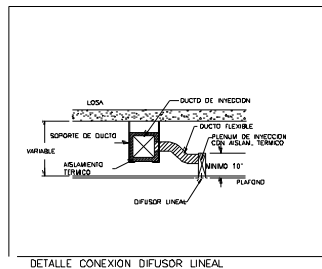 LOSA
DUCTO DE INYECCION
DUCTO FLEXIBLE
SOPORTE DE DUCTO
PLENUM DE INYECCION
CON AISLAM. TERMICO
VARIABLE
MINIMO 10"
AISLAMIENTO
TERMICO
PLAFOND
DIFUSOR LINEAL
DETALLE CONEXION DIFUSOR LINEAL